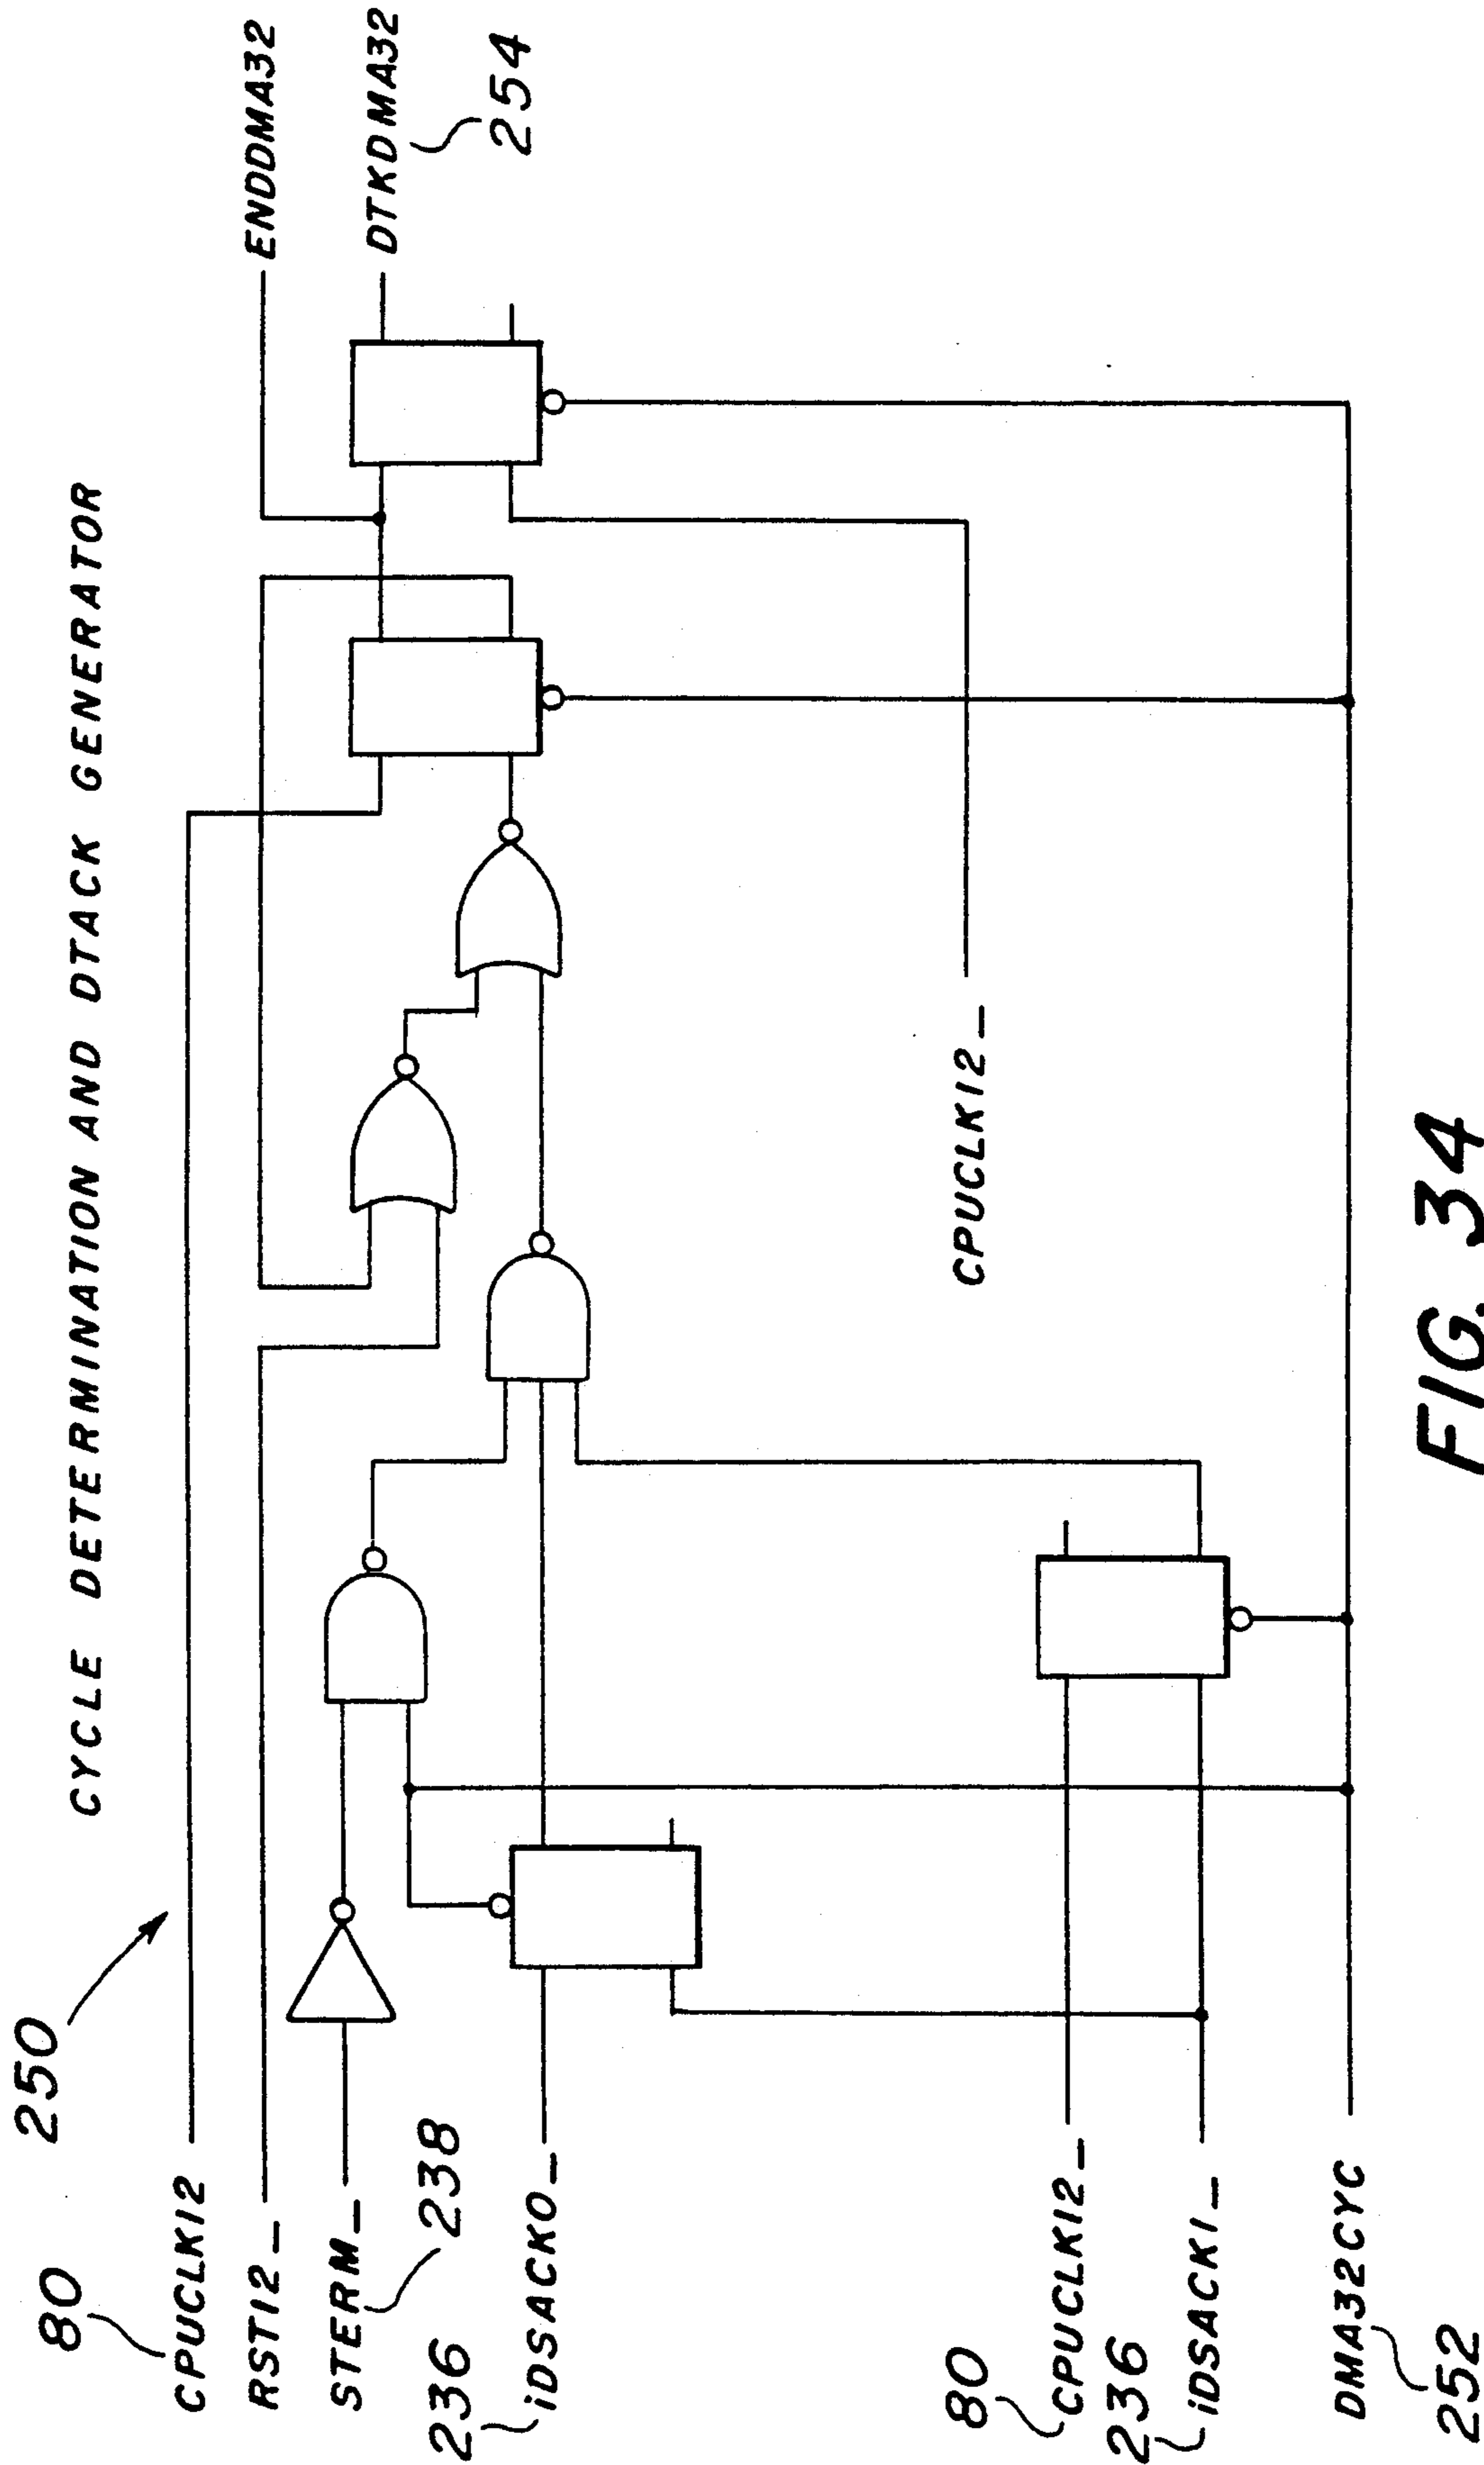 CYCLE DETERMINATION AND DTACK GENERATOR
80
250
CPUCLK12
RST12_
STERM_
238
236
iDSACK0_
80
CPUCLK12_
236
iDSACK1_
DMA32CYC
252
CPUCLK12_
ENDDMA32
DTKDMA32
254
FIG. 34